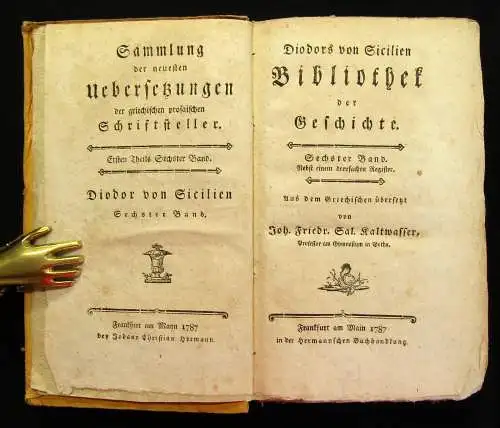 Sammlung
der neuesten
Uebersetzungen
der griechischen prosaischen
Schriftsteller.
Ersten Theils Sechster Band.
Diodor von Sicilien
Sechster Band.
Frankfurt am Mayn 1787
bey Johann Christian Hermann.
Diodors von Sicilien
Bibliothek
der
Geschichte.
Sechster Band.
Nebst einem dreyfachen Register.
Aus dem Griechischen übersetzt
von
Joh. Friedr. Sal. Kaltwasser,
Professor am Gymnasium in Gotha.
Frankfurt am Main 1787
in der Hermannschen Buchhandlung.